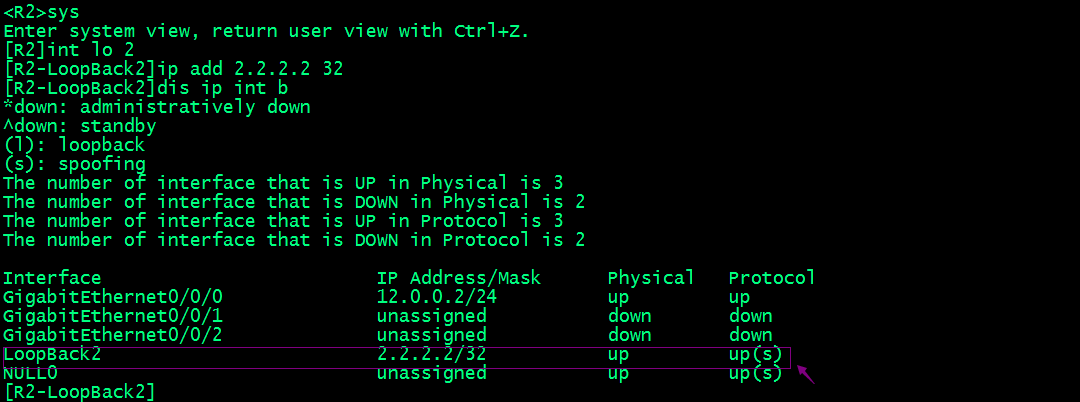 <R2>sys
Enter system view, return user view with Ctrl+Z.
[R2]int lo 2
[R2-LoopBack2]ip add 2.2.2.2 32
[R2-LoopBack2]dis ip int b
*down: administratively down
^down: standby
(l): loopback
(s): spoofing
The number of interface that is UP in Physical is 3
The number of interface that is DOWN in Physical is 2
The number of interface that is UP in Protocol is 3
The number of interface that is DOWN in Protocol is 2
Interface IP Address/Mask Physical Protocol
GigabitEthernet0/0/0 12.0.0.2/24 up up
GigabitEthernet0/0/1 unassigned down down
GigabitEthernet0/0/2 unassigned down down
LoopBack2 2.2.2.2/32 up up(s)
NULL0 unassigned up up(s)
[R2-LoopBack2]